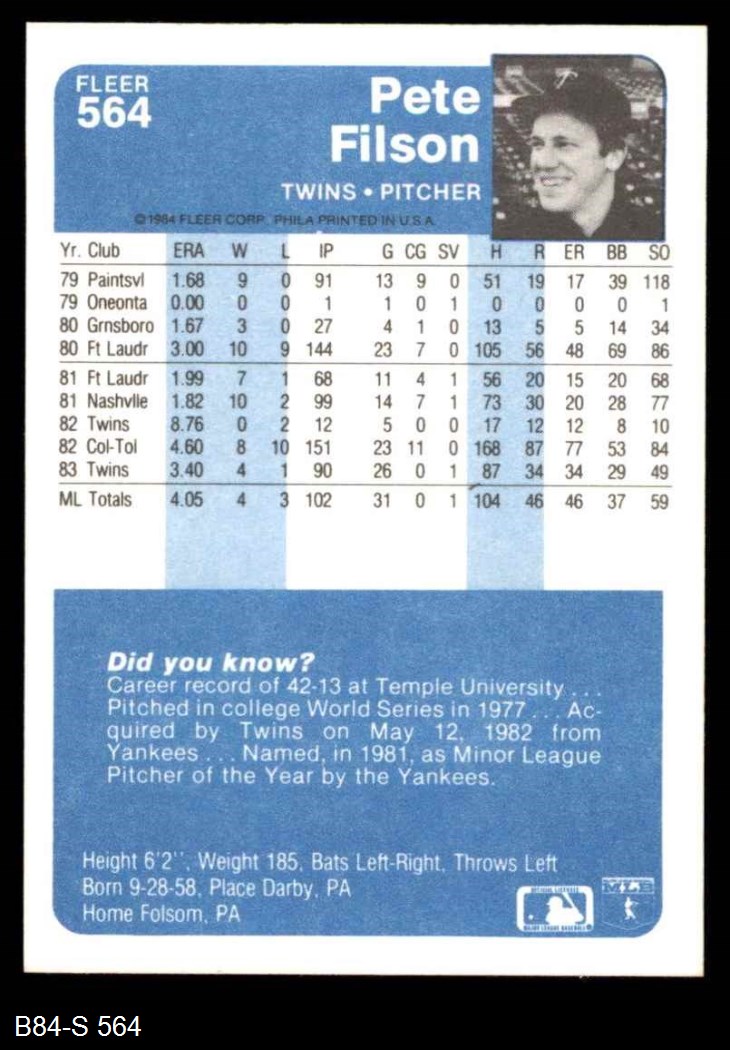 FLEER
564
Pete
Filson
TWINS • PITCHER
©1984 FLEER CORP. PHILA PRINTED IN U.S.A.
Yr. Club ERA W L IP G CG SV H R ER BB SO
79 Paintsvl 1.68 9 0 91 13 9 0 51 19 17 39 118
79 Oneonta 0.00 0 0 1 1 0 1 0 0 0 0 1
80 Grnsboro 1.67 3 0 27 4 1 0 13 5 5 14 34
80 Ft Laudr 3.00 10 9 144 23 7 0 105 56 48 69 86
81 Ft Laudr 1.99 7 1 68 11 4 1 56 20 15 20 68
81 Nashvlle 1.82 10 2 99 14 7 1 73 30 20 28 77
82 Twins 8.76 0 2 12 5 0 0 17 12 12 8 10
82 Col-Tol 4.60 8 10 151 23 11 0 168 87 77 53 84
83 Twins 3.40 4 1 90 26 0 1 87 34 34 29 49
ML Totals 4.05 4 3 102 31 0 1 104 46 46 37 59
Did you know?
Career record of 42-13 at Temple University . . .
Pitched in college World Series in 1977 . . . Ac-
quired by Twins on May 12, 1982 from
Yankees . . . Named, in 1981, as Minor League
Pitcher of the Year by the Yankees.
Height 6'2'', Weight 185, Bats Left-Right, Throws Left
Born 9-28-58, Place Darby, PA
Home Folsom, PA
MAJOR LEAGUE BASEBALL
B84-S 564